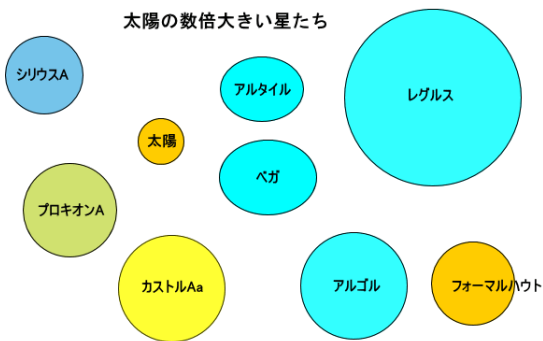 太陽の数倍大きい星たち
シリウスA
アルタイル
レグルス
太陽
ベガ
プロキオンA
カストルAa
アルゴル
フォーマルハウト